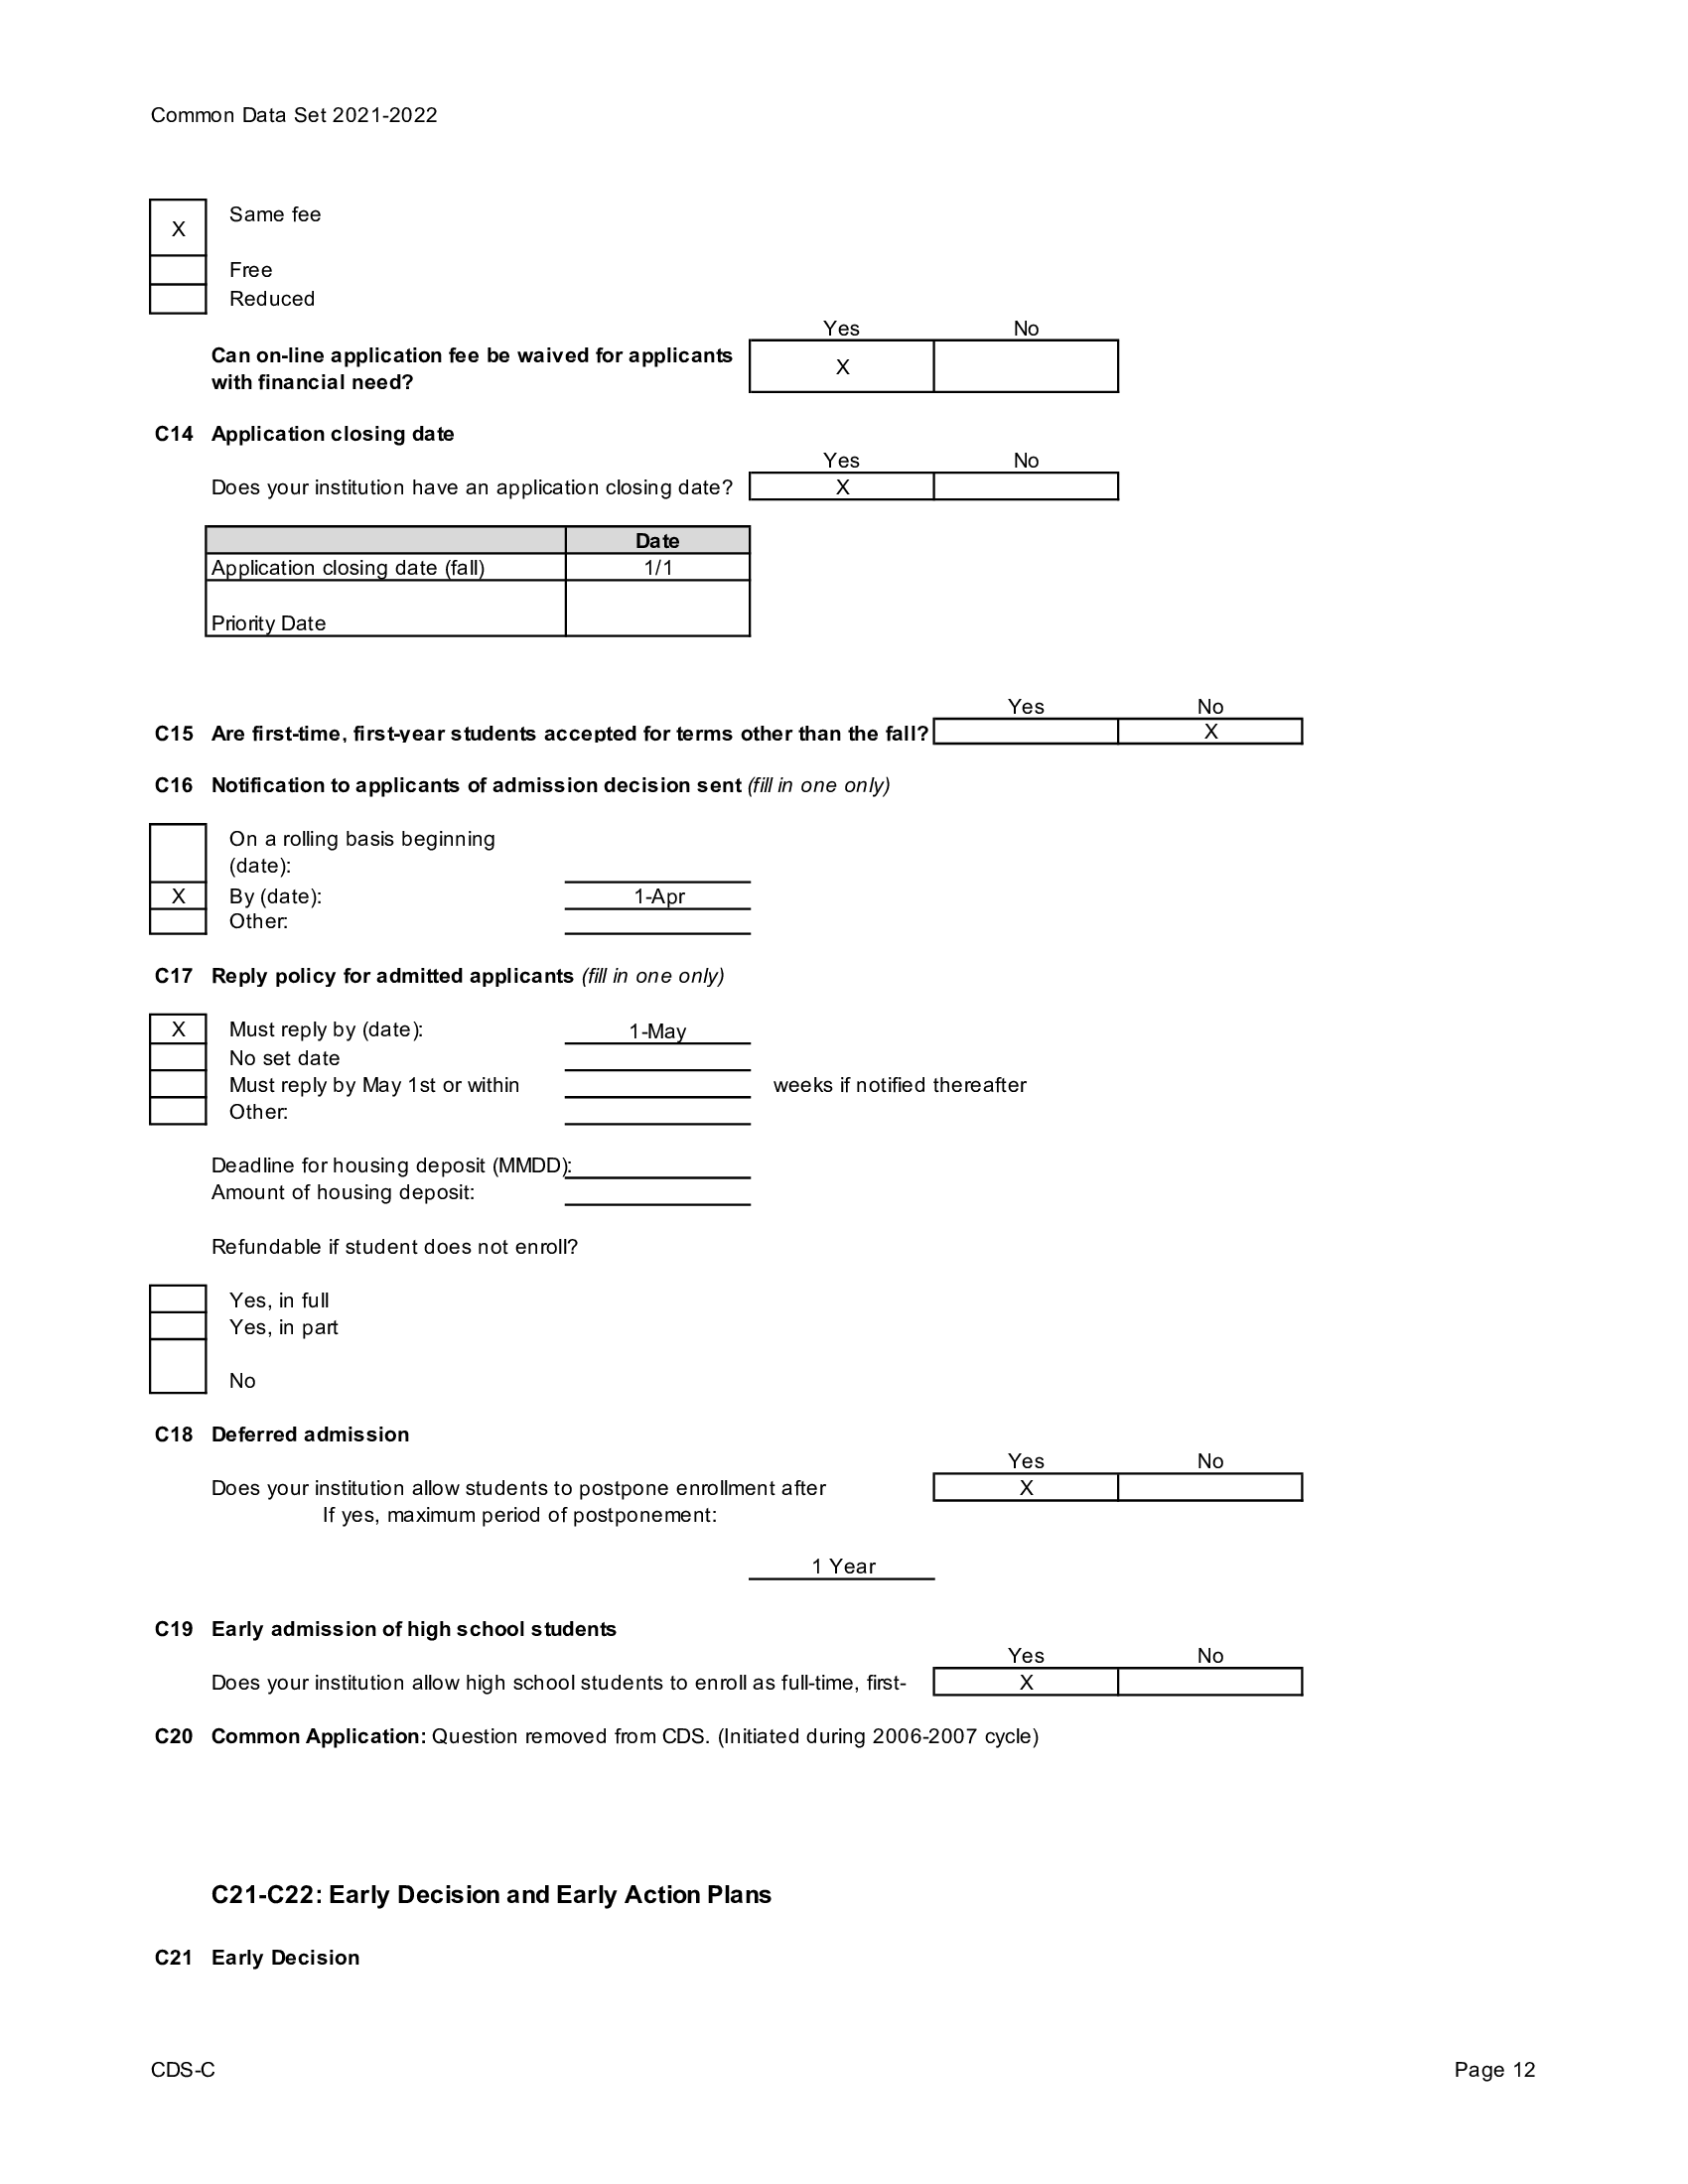 Common Data Set 2021-2022
Same fee
X
Free
Reduced
Yes No
Can on-line application fee be waived for applicants
with financial need?
X
C14 Application closing date
Yes No
Does your institution have an application closing date? X
Date
Application closing date (fall) 1/1
Priority Date
Yes No
C15 Are first-time, first-year students accepted for terms other than the fall? X
C16 Notification to applicants of admission decision sent (fill in one only)
On a rolling basis beginning
(date):
X By (date): 1-Apr
Other:
C17 Reply policy for admitted applicants (fill in one only)
X Must reply by (date): 1-May
No set date
Must reply by May 1st or within weeks if notified thereafter
Other:
Deadline for housing deposit (MMDD):
Amount of housing deposit:
Refundable if student does not enroll?
Yes, in full
Yes, in part
No
C18 Deferred admission
Yes No
Does your institution allow students to postpone enrollment after X
If yes, maximum period of postponement:
1 Year
C19 Early admission of high school students
Yes No
Does your institution allow high school students to enroll as full-time, first- X
C20 Common Application: Question removed from CDS. (Initiated during 2006-2007 cycle)
C21-C22: Early Decision and Early Action Plans
C21 Early Decision
CDS-C Page 12